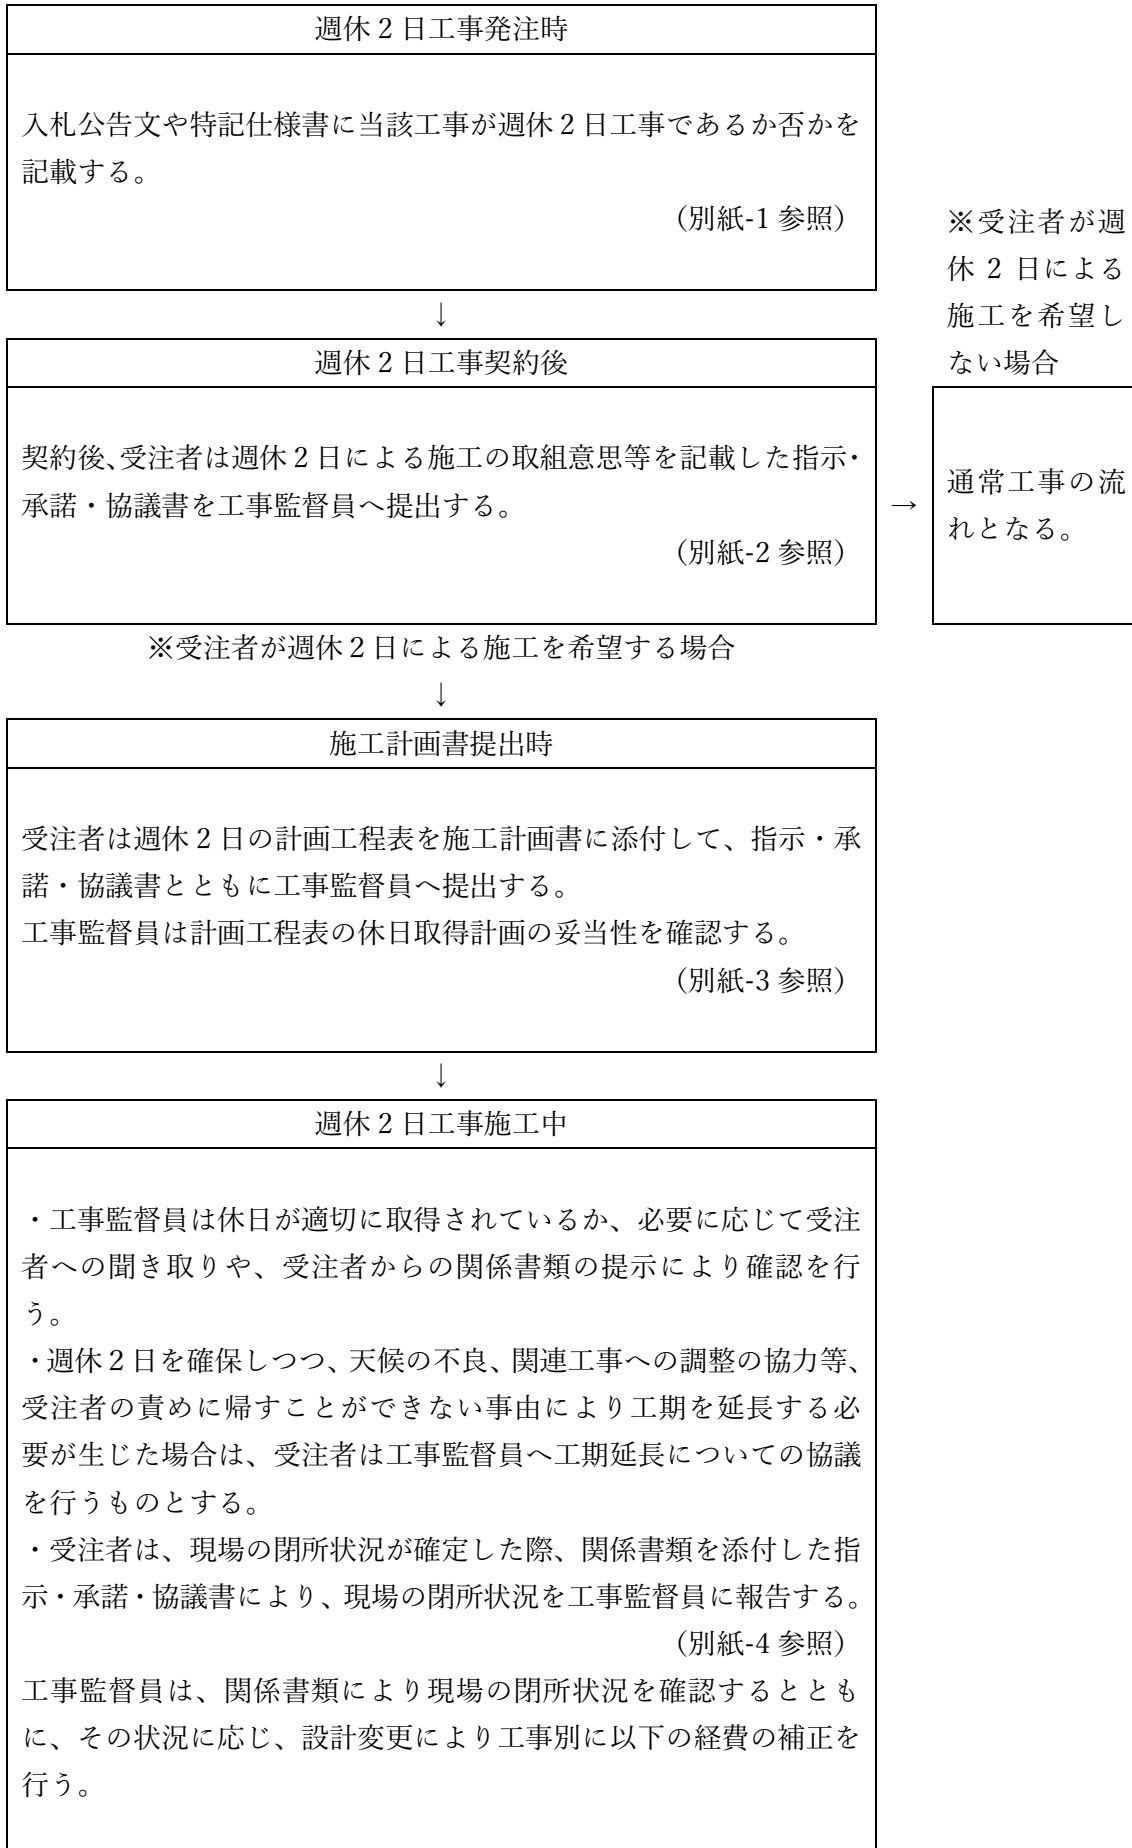 週休２日工事発注時
入札公告文や特記仕様書に当該工事が週休２日工事であるか否かを
記載する。
（別紙-1 参照）
↓
週休２日工事契約後
契約後、受注者は週休２日による施工の取組意思等を記載した指示・
承諾・協議書を工事監督員へ提出する。
（別紙-2 参照）
→
※受注者が週
休 2 日による
施工を希望し
ない場合
通常工事の流
れとなる。
※受注者が週休２日による施工を希望する場合
↓
施工計画書提出時
受注者は週休２日の計画工程表を施工計画書に添付して、指示・承
諾・協議書とともに工事監督員へ提出する。
工事監督員は計画工程表の休日取得計画の妥当性を確認する。
（別紙-3 参照）
↓
週休２日工事施工中
・工事監督員は休日が適切に取得されているか、必要に応じて受注
者への聞き取りや、受注者からの関係書類の提示により確認を行
う。
・週休２日を確保しつつ、天候の不良、関連工事への調整の協力等、
受注者の責めに帰すことができない事由により工期を延長する必
要が生じた場合は、受注者は工事監督員へ工期延長についての協議
を行うものとする。
・受注者は、現場の閉所状況が確定した際、関係書類を添付した指
示・承諾・協議書により、現場の閉所状況を工事監督員に報告する。
（別紙-4 参照）
工事監督員は、関係書類により現場の閉所状況を確認するととも
に、その状況に応じ、設計変更により工事別に以下の経費の補正を
行う。